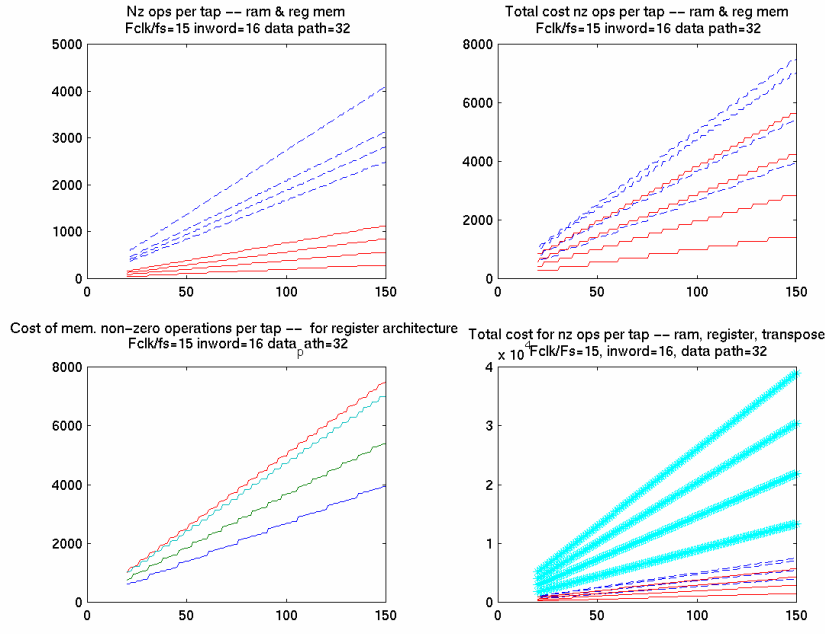 Nz ops per tap -- ram & reg mem
Fclk/fs=15 inword=16 data path=32
5000
4000
3000
2000
1000
0
0 50 100 150
Total cost nz ops per tap -- ram & reg mem
Fclk/fs=15 inword=16 data path=32
8000
6000
4000
2000
0
0 50 100 150
Cost of mem. non-zero operations per tap -- for register architecture
Fclk/fs=15 inword=16 data path=32
8000
6000
4000
2000
0
0 50 100 150
Total cost for nz ops per tap -- ram, register, transpose
x 10^4 Fclk/Fs=15, inword=16, data path=32
4
3
2
1
0
0 50 100 150